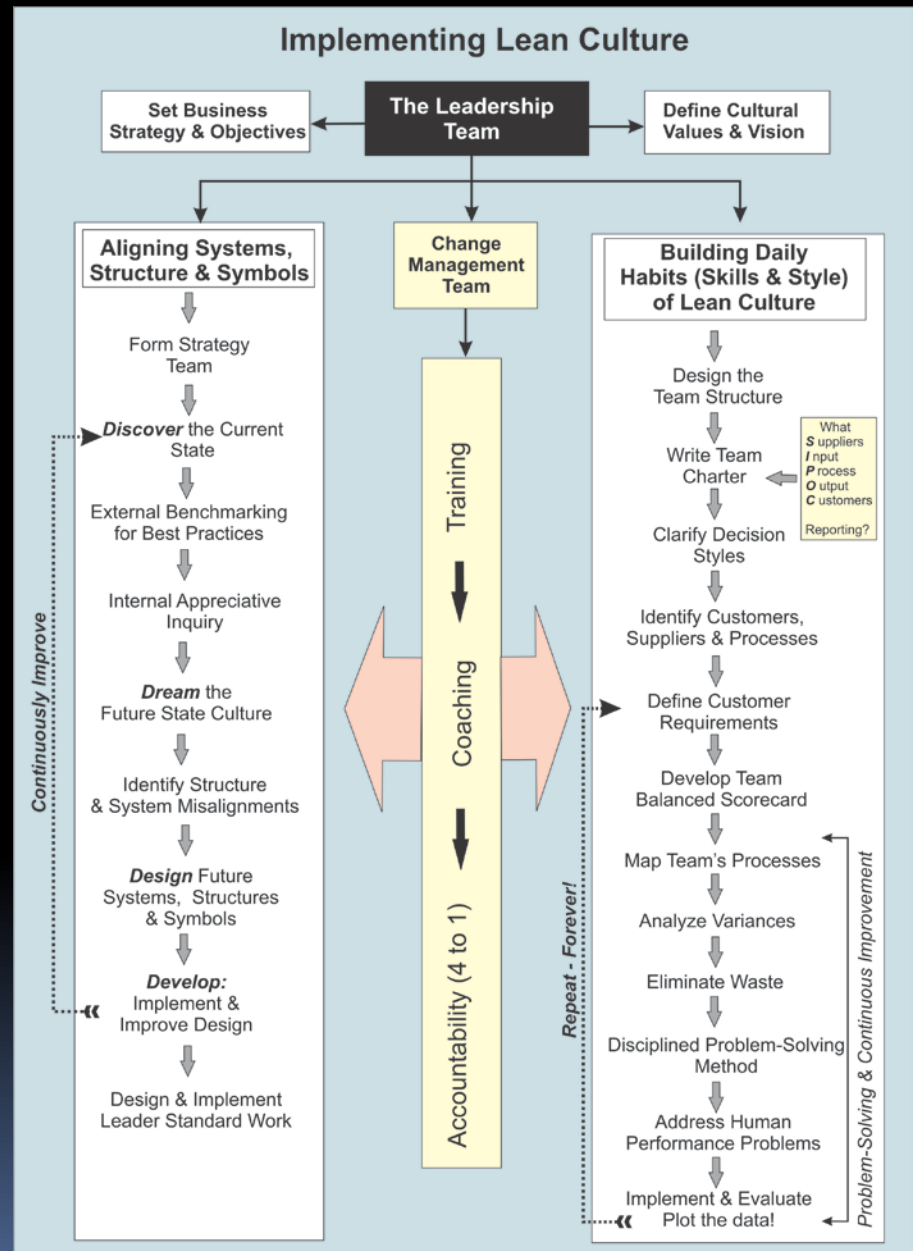 Implementing Lean Culture
Set Business
Strategy & Objectives
The Leadership
Team
Define Cultural
Values & Vision
Aligning Systems,
Structure & Symbols
Form Strategy
Team
Discover the Current
State
External Benchmarking
for Best Practices
Internal Appreciative
Inquiry
Dream the
Future State Culture
Identify Structure
& System Misalignments
Design Future
Systems, Structures
& Symbols
Develop:
Implement &
Improve Design
Design & Implement
Leader Standard Work
Continuously Improve
Change
Management
Team
Training
Coaching
Accountability (4 to 1)
Building Daily
Habits (Skills & Style)
of Lean Culture
Design the
Team Structure
Write Team
Charter
What
S uppliers
I nput
P rocess
O utput
C ustomers
Reporting?
Clarify Decision
Styles
Identify Customers,
Suppliers & Processes
Define Customer
Requirements
Develop Team
Balanced Scorecard
Map Team's Processes
Analyze Variances
Eliminate Waste
Disciplined Problem-Solving
Method
Address Human
Performance Problems
Implement & Evaluate
Plot the data!
Repeat - Forever!
Problem-Solving & Continuous Improvement